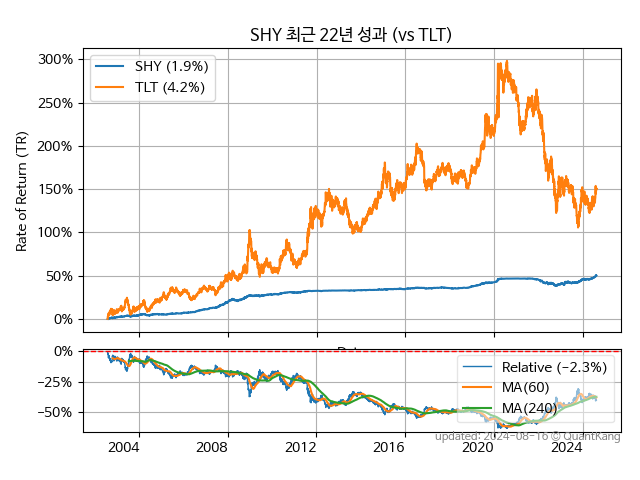 SHY 최근 22년 성과 (vs TLT)
SHY (1.9%)
TLT (4.2%)
Rate of Return (TR)
300%
250%
200%
150%
100%
50%
0%
0%
−25%
−50%
Relative (−2.3%)
MA(60)
MA(240)
updated: 2024-08-16 © QuantKang
2004 2008 2012 2016 2020 2024